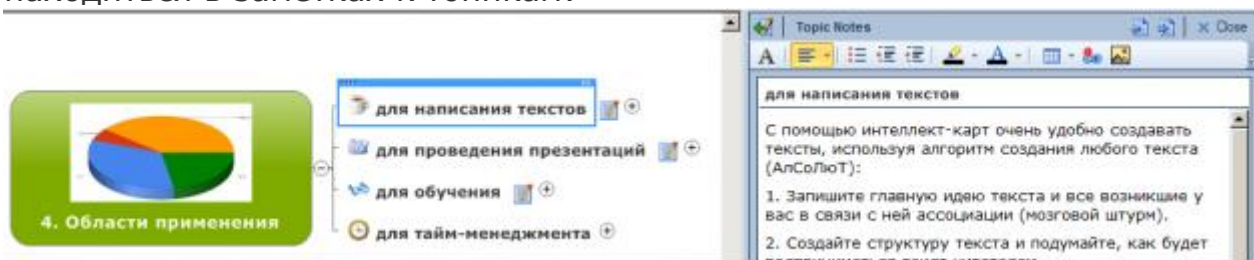 находиться в заметках к топикам.
Topic Notes
Close
для написания текстов
для проведения презентаций
для обучения
для тайм-менеджмента
4. Области применения
для написания текстов
С помощью интеллект-карт очень удобно создавать
тексты, используя алгоритм создания любого текста
(АлСоЛюТ):
1. Запишите главную идею текста и все возникшие у
вас в связи с ней ассоциации (мозговой штурм).
2. Создайте структуру текста и подумайте, как будет